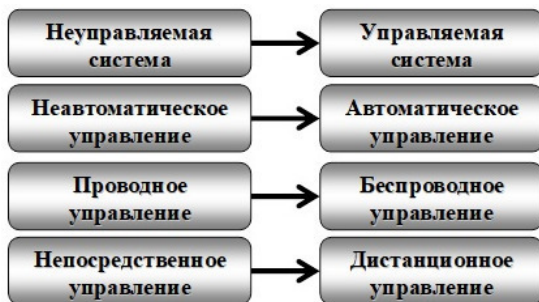 Неуправляемая
система
Управляемая
система
Неавтоматическое
управление
Автоматическое
управление
Проводное
управление
Беспроводное
управление
Непосредственное
управление
Дистанционное
управление